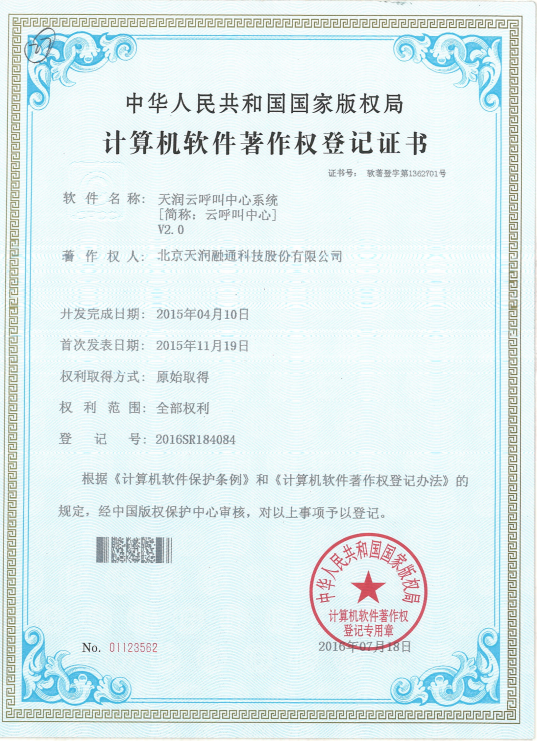 中华人民共和国国家版权局
计算机软件著作权登记证书
证书号： 软著登字第1362701号
软件名称： 天润云呼叫中心系统
[简称：云呼叫中心]
V2.0
著作权人： 北京天润融通科技股份有限公司
开发完成日期： 2015年04月10日
首次发表日期： 2015年11月19日
权利取得方式： 原始取得
权利范围： 全部权利
登记号： 2016SR184084
根据《计算机软件保护条例》和《计算机软件著作权登记办法》的
规定，经中国版权保护中心审核，对以上事项予以登记。
中华人民共和国国家版权局
计算机软件著作权
登记专用章
No. 01123562
2016年07月18日